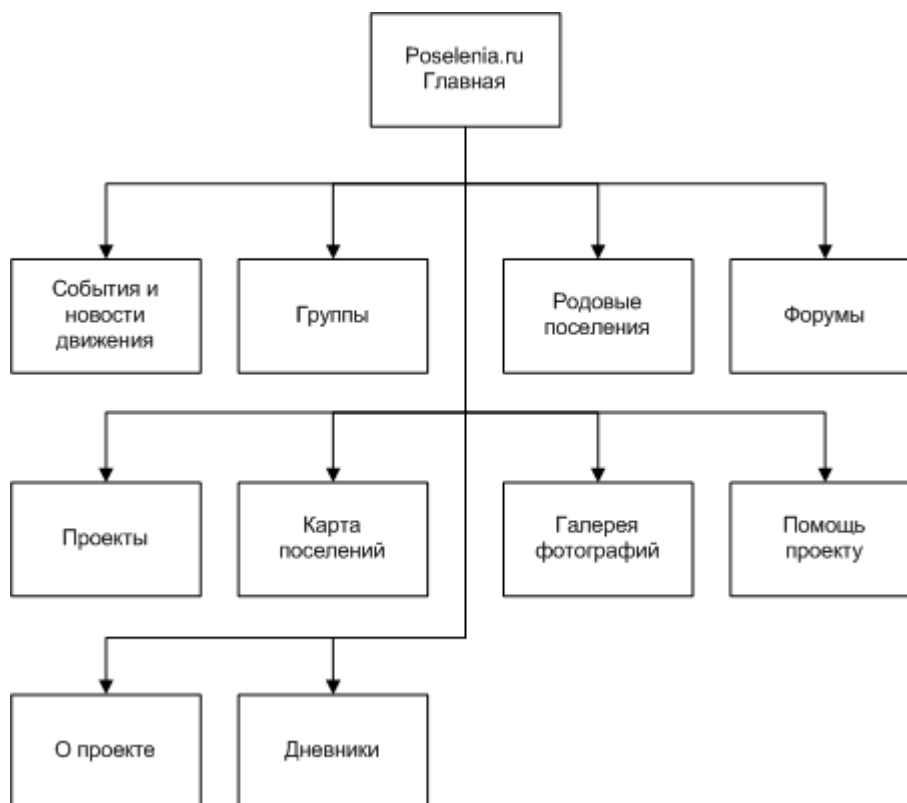 Poselenia.ru
Главная
События и
новости
движения
Группы
Родовые
поселения
Форумы
Проекты
Карта
поселений
Галерея
фотографий
Помощь
проекту
О проекте
Дневники